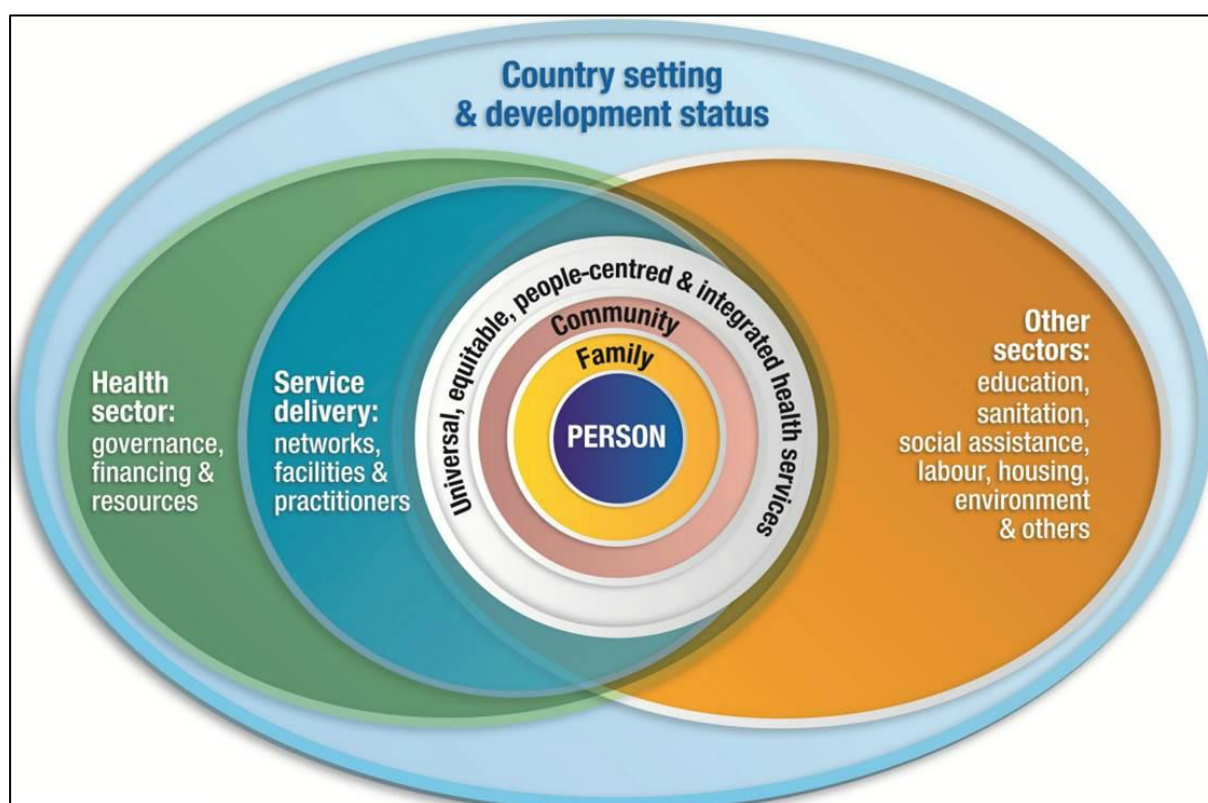 Country setting
& development status
Universal, equitable, people-centred & integrated health services
Community
Family
PERSON
Health
sector:
governance,
financing &
resources
Service
delivery:
networks,
facilities &
practitioners
Other
sectors:
education,
sanitation,
social assistance,
labour, housing,
environment
& others